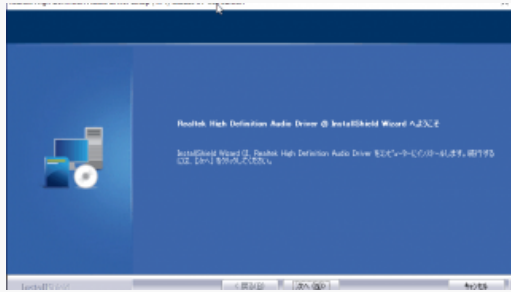 Realtek High Definition Audio Driver の InstallShield Wizard へようこそ
InstallShield Wizard は、Realtek High Definition Audio Driver をコンピューターにインストールします。続行する
には、[次へ] をクリックしてください。
InstallShield
< 戻る(B)
次へ(N) >
キャンセル